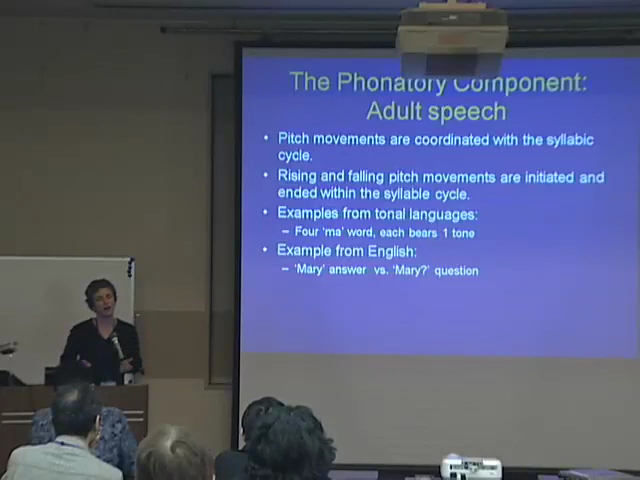 The Phonatory Component:
Adult speech
• Pitch movements are coordinated with the syllabic
cycle.
• Rising and falling pitch movements are initiated and
ended within the syllable cycle.
• Examples from tonal languages:
– Four 'ma' word, each bears 1 tone
• Example from English:
– 'Mary' answer vs. 'Mary?' question